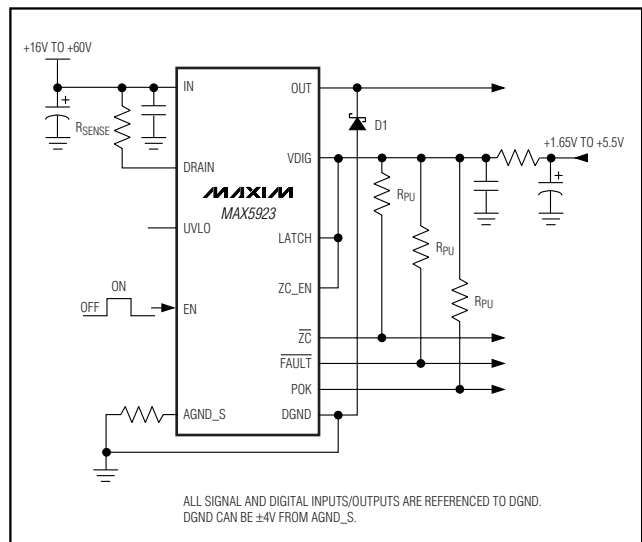 +16V TO +60V
IN
OUT
RSENSE
D1
+1.65V TO +5.5V
DRAIN
VDIG
MAXIM
MAX5923
RPU
UVLO
LATCH
RPU
ON
ZC_EN
OFF
EN
RPU
ZC
FAULT
POK
AGND_S
DGND
ALL SIGNAL AND DIGITAL INPUTS/OUTPUTS ARE REFERENCED TO DGND.
DGND CAN BE ±4V FROM AGND_S.